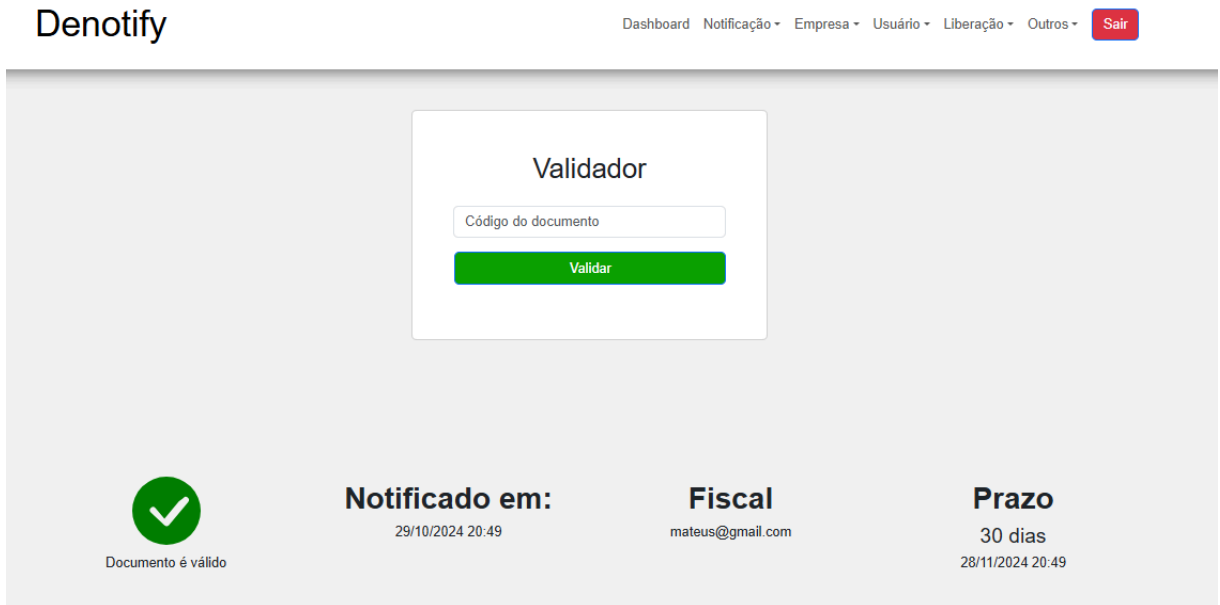 Denotify
Dashboard Notificação Empresa Usuário Liberação Outros Sair
Validador
Código do documento
Validar
Documento é válido
Notificado em:
29/10/2024 20:49
Fiscal
mateus@gmail.com
Prazo
30 dias
28/11/2024 20:49